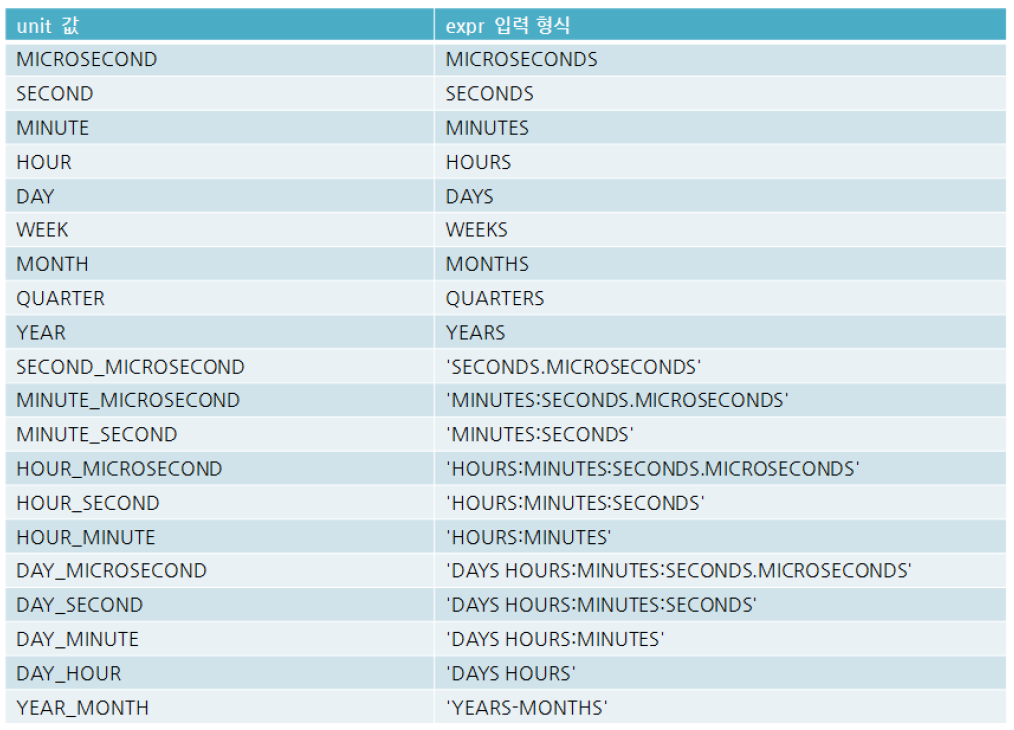 unit 값 expr 입력 형식
MICROSECOND MICROSECONDS
SECOND SECONDS
MINUTE MINUTES
HOUR HOURS
DAY DAYS
WEEK WEEKS
MONTH MONTHS
QUARTER QUARTERS
YEAR YEARS
SECOND_MICROSECOND 'SECONDS.MICROSECONDS'
MINUTE_MICROSECOND 'MINUTES:SECONDS.MICROSECONDS'
MINUTE_SECOND 'MINUTES:SECONDS'
HOUR_MICROSECOND 'HOURS:MINUTES:SECONDS.MICROSECONDS'
HOUR_SECOND 'HOURS:MINUTES:SECONDS'
HOUR_MINUTE 'HOURS:MINUTES'
DAY_MICROSECOND 'DAYS HOURS:MINUTES:SECONDS.MICROSECONDS'
DAY_SECOND 'DAYS HOURS:MINUTES:SECONDS'
DAY_MINUTE 'DAYS HOURS:MINUTES'
DAY_HOUR 'DAYS HOURS'
YEAR_MONTH 'YEARS-MONTHS'